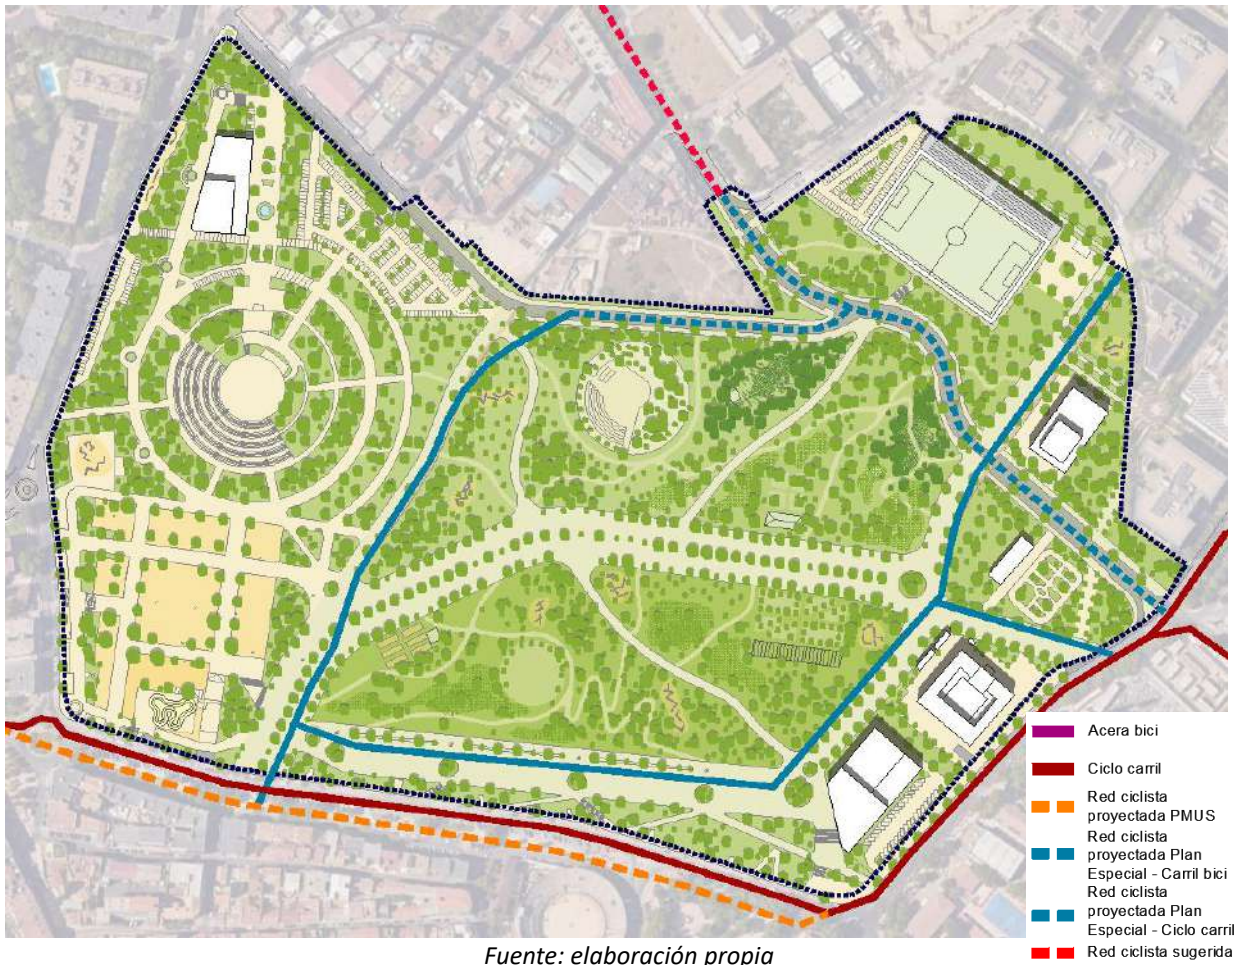 Acera bici
Ciclo carril
Red ciclista
proyectada PMUS
Red ciclista
proyectada Plan
Especial - Carril bici
Red ciclista
proyectada Plan
Especial - Ciclo carril
Red ciclista sugerida
Fuente: elaboración propia